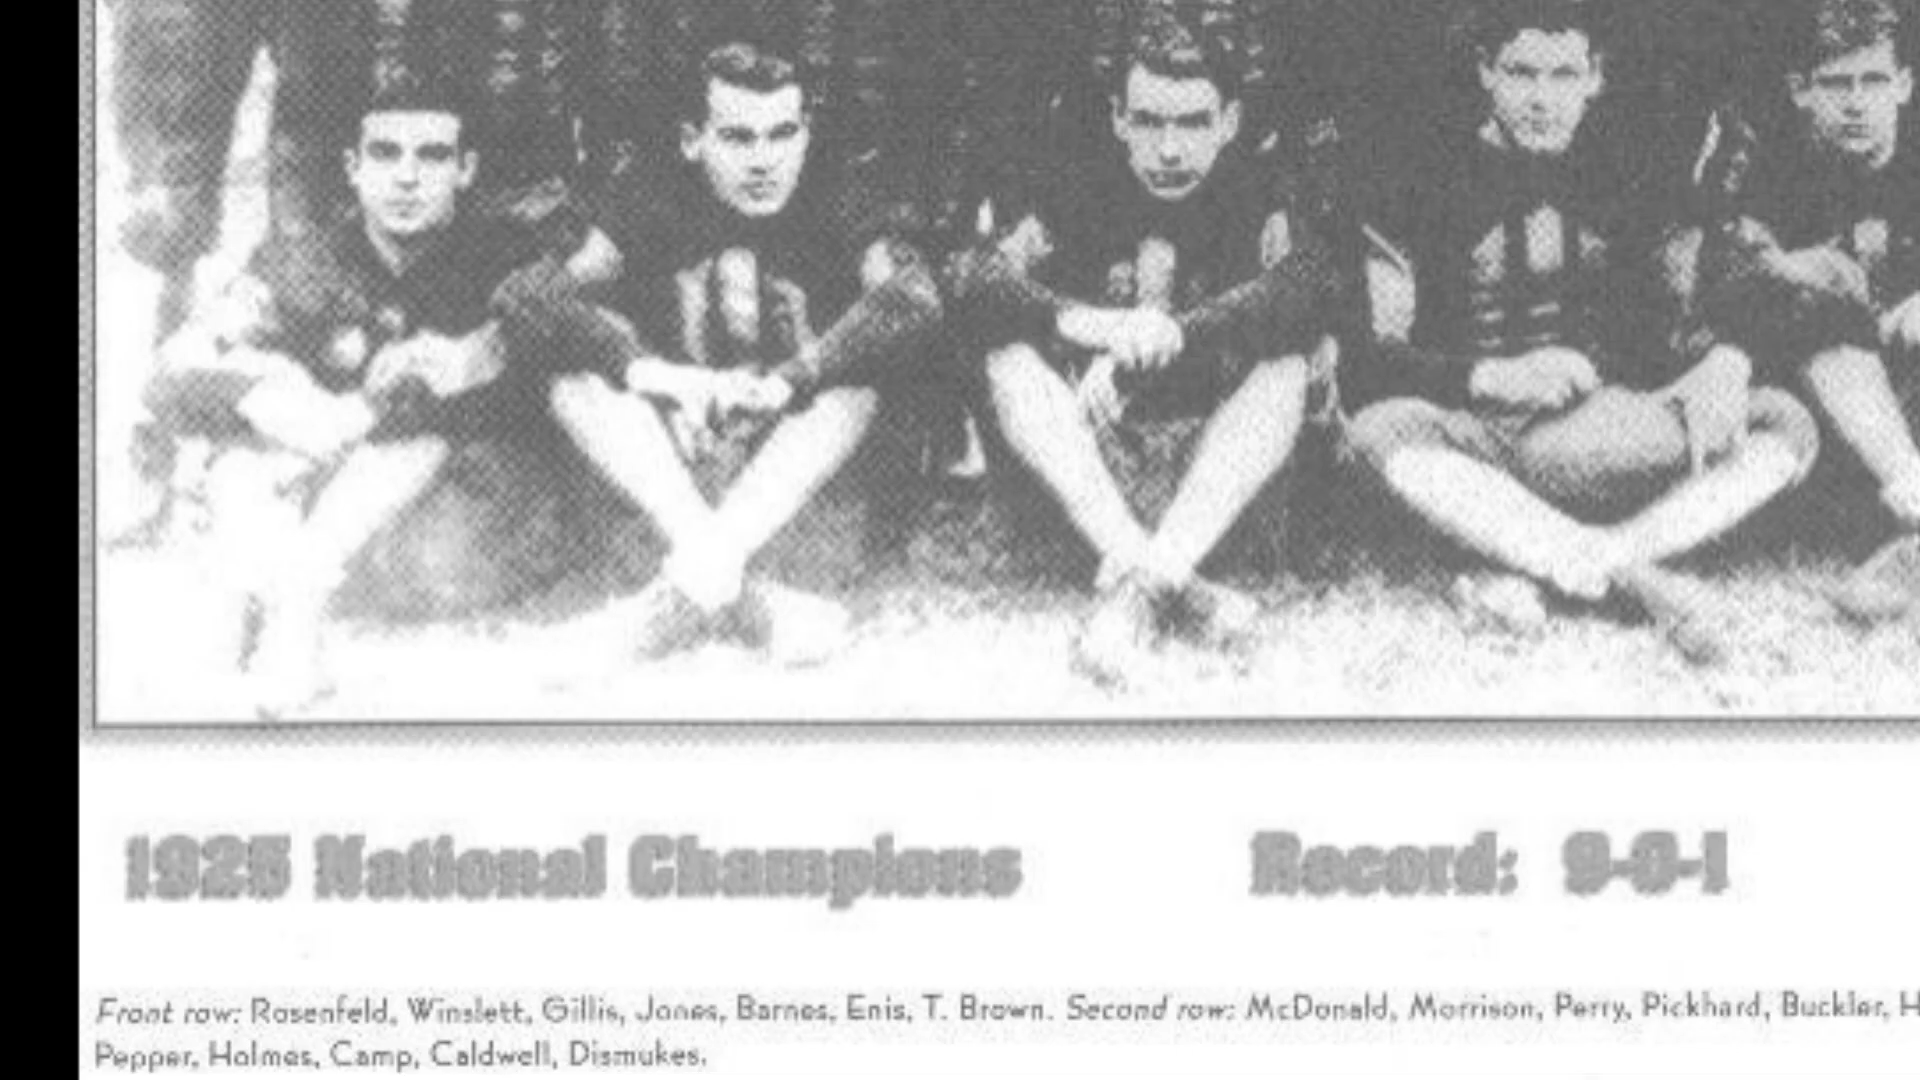 1925 National Champions Record: 9-0-1
Front row: Rosenfeld, Winslett, Gillis, Jones, Barnes, Enis, T. Brown. Second row: McDonald, Morrison, Perry, Pickhard, Buckler, H
Pepper, Holmes, Camp, Caldwell, Dismukes.